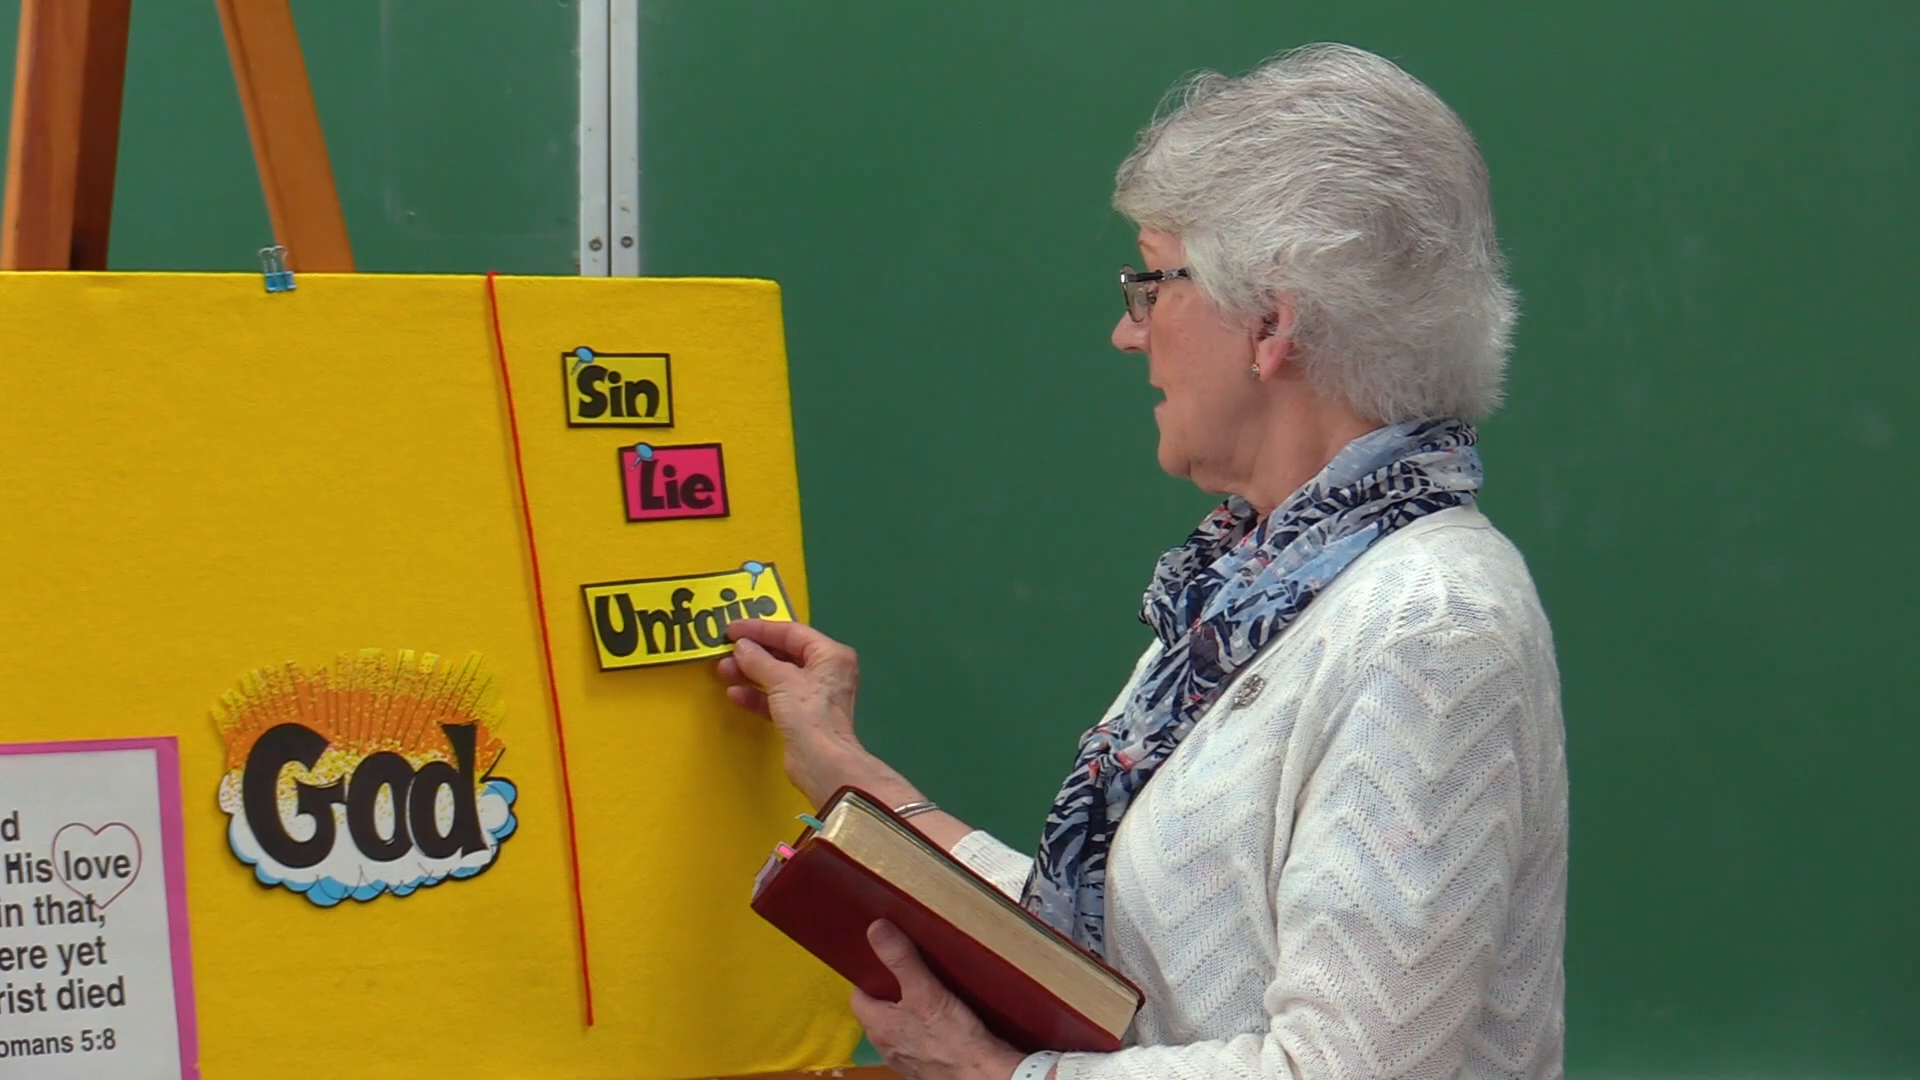 Sin
Lie
Unfair
God
d
His love
in that,
ere yet
rist died
omans 5:8